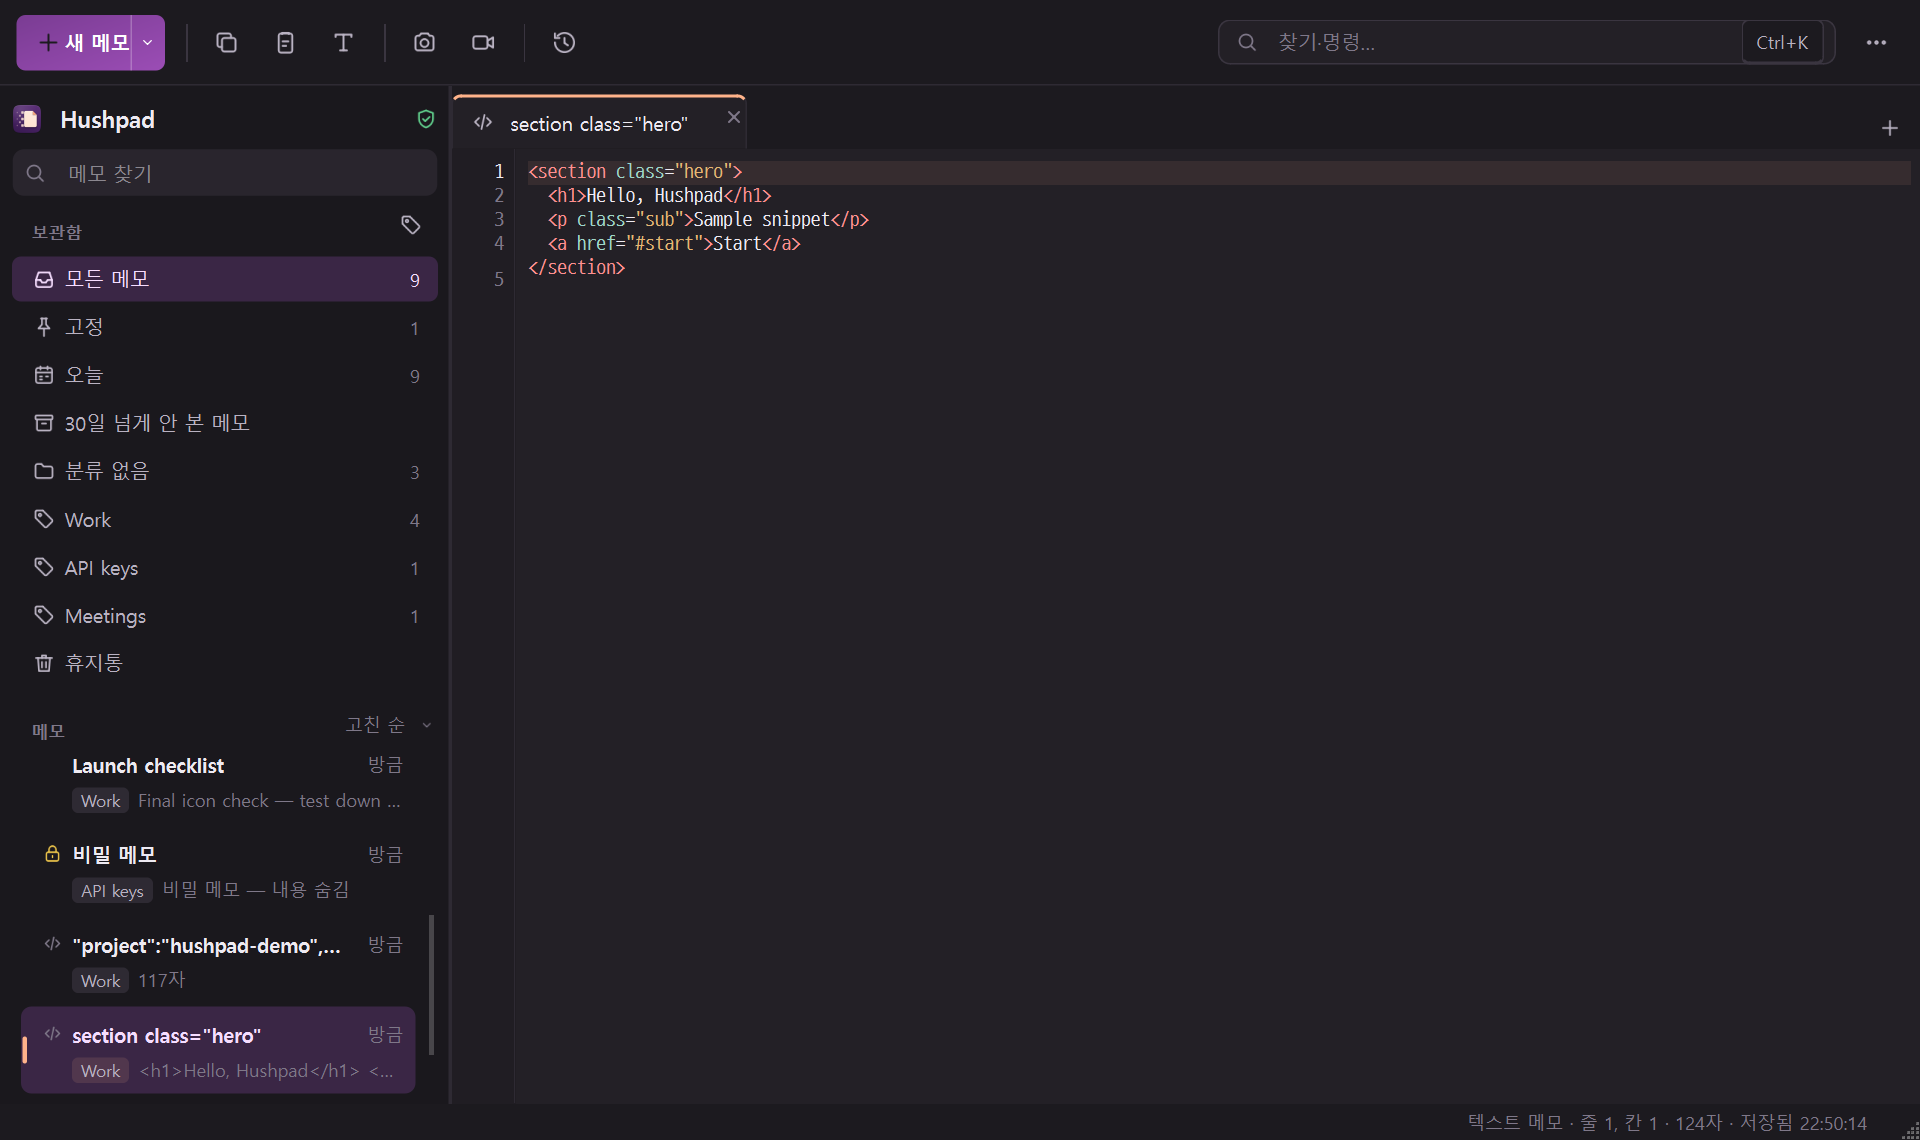 새 메모
찾기·명령...
Ctrl+K
Hushpad
메모 찾기
보관함
모든 메모 9
고정 1
오늘 9
30일 넘게 안 본 메모
분류 없음 3
Work 4
API keys 1
Meetings 1
휴지통
메모 고친 순
Launch checklist 방금
Work Final icon check — test down ...
비밀 메모 방금
API keys 비밀 메모 — 내용 숨김
"project":"hushpad-demo",... 방금
Work 117자
section class="hero" 방금
Work <h1>Hello, Hushpad</h1> <...
section class="hero"
1 <section class="hero">
2 <h1>Hello, Hushpad</h1>
3 <p class="sub">Sample snippet</p>
4 <a href="#start">Start</a>
</section>
5
텍스트 메모 · 줄 1, 칸 1 · 124자 · 저장됨 22:50:14